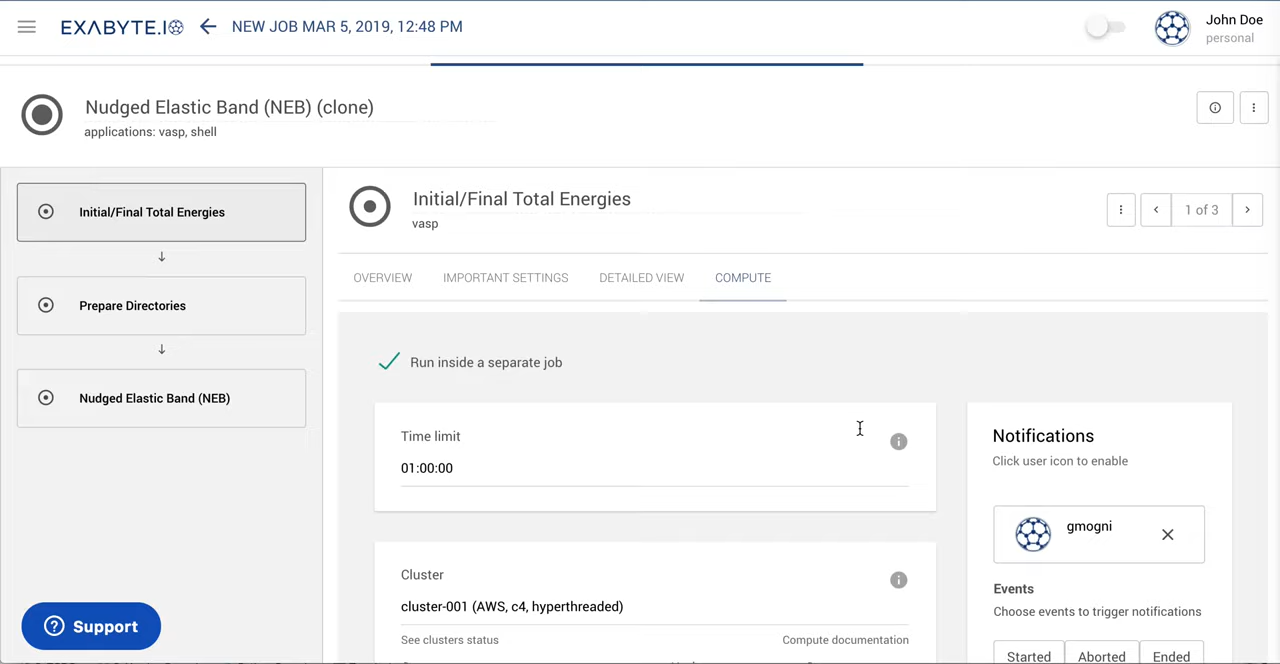 EXABYTE.IO
NEW JOB MAR 5, 2019, 12:48 PM
John Doe
personal
Nudged Elastic Band (NEB) (clone)
applications: vasp, shell
Initial/Final Total Energies
Prepare Directories
Nudged Elastic Band (NEB)
Support
Initial/Final Total Energies
vasp
1 of 3
OVERVIEW IMPORTANT SETTINGS DETAILED VIEW COMPUTE
Run inside a separate job
Time limit
01:00:00
Cluster
cluster-001 (AWS, c4, hyperthreaded)
See clusters status Compute documentation
Notifications
Click user icon to enable
gmogni
Events
Choose events to trigger notifications
Started Aborted Ended